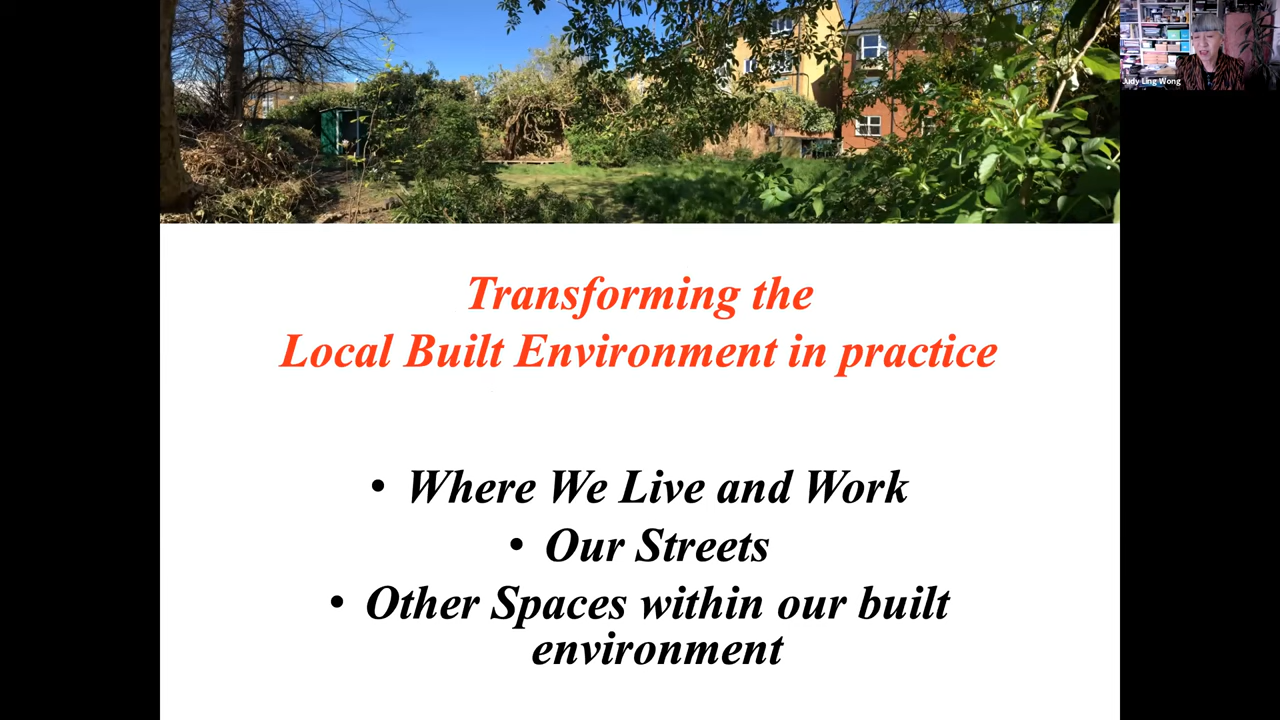 Judy Ling Wong
Transforming the
Local Built Environment in practice
• Where We Live and Work
• Our Streets
• Other Spaces within our built
environment